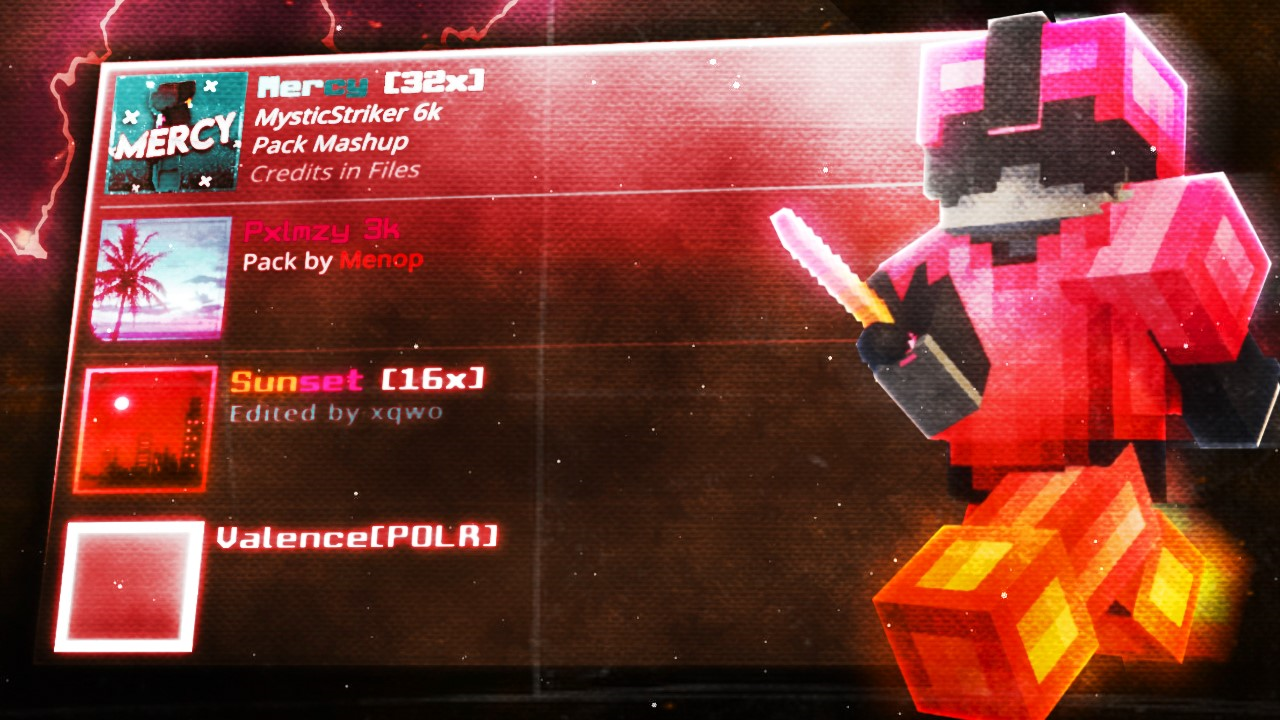 MERCY
Mercy [32x]
MysticStriker 6k
Pack Mashup
Credits in Files
Pxlmzy 3k
Pack by Menop
Sunset [16x]
Edited by xqwo
Valence[POLR]